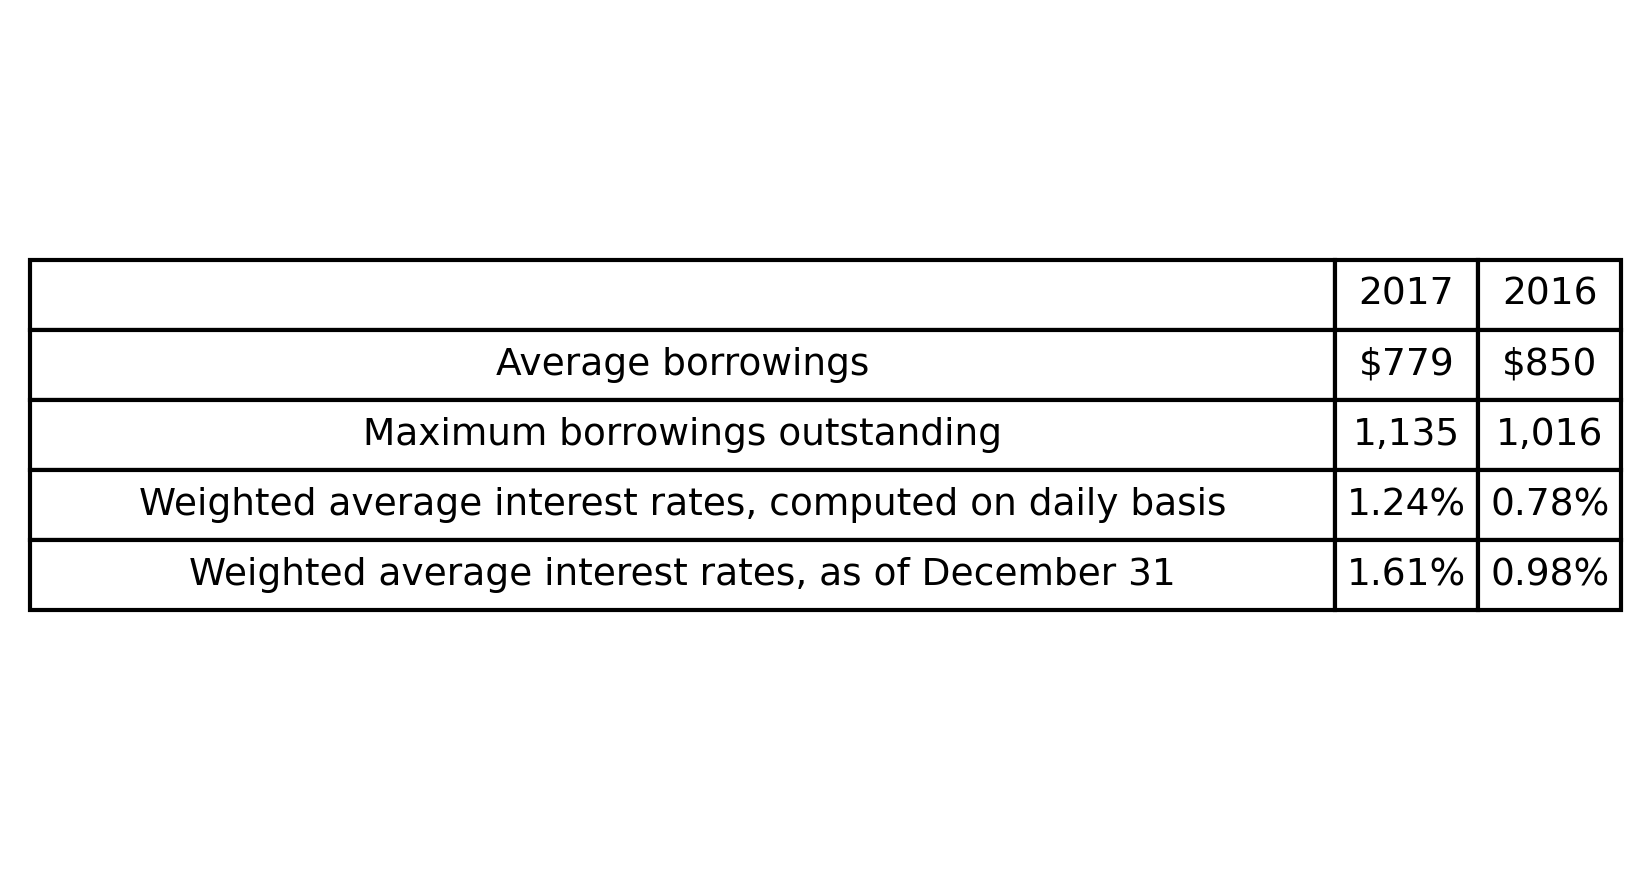 2017 2016
Average borrowings $779 $850
Maximum borrowings outstanding 1,135 1,016
Weighted average interest rates, computed on daily basis 1.24% 0.78%
Weighted average interest rates, as of December 31 1.61% 0.98%